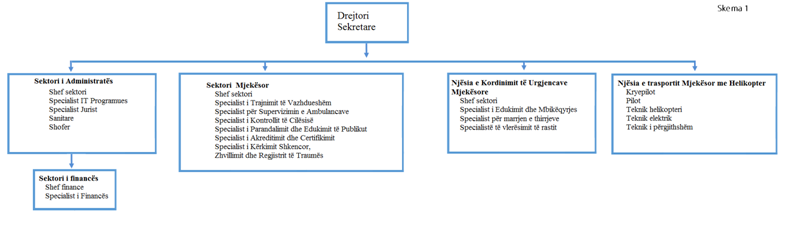 Skema 1
Drejtori
Sekretare
Sektori i Administratës
Shef sektori
Specialist IT Programues
Specialist Jurist
Sanitare
Shofer
Sektori i financës
Shef finance
Specialist i Financës
Sektori Mjekësor
Shef sektori
Specialist i Trajnimit të Vazhdueshëm
Specialist për Supervizimin e Ambulancave
Specialist i Kontrollit të Cilësisë
Specialist i Parandalimit dhe Edukimit të Publikut
Specialist i Akreditimit dhe Certifikimit
Specialist i Kërkimit Shkencor,
Zhvillimit dhe Regjistrit të Traumës
Njësia e Kordinimit të Urgjencave
Mjekësore
Shef sektori
Specialist i Edukimit dhe Mbikëqyrjes
Specialist për marrjen e thirrjeve
Specialistë të vlerësimit të rastit
Njësia e trasportit Mjësor me Helikopter
Kryepilot
Pilot
Teknik helikopteri
Teknik elektrik
Teknik i përgjithshëm